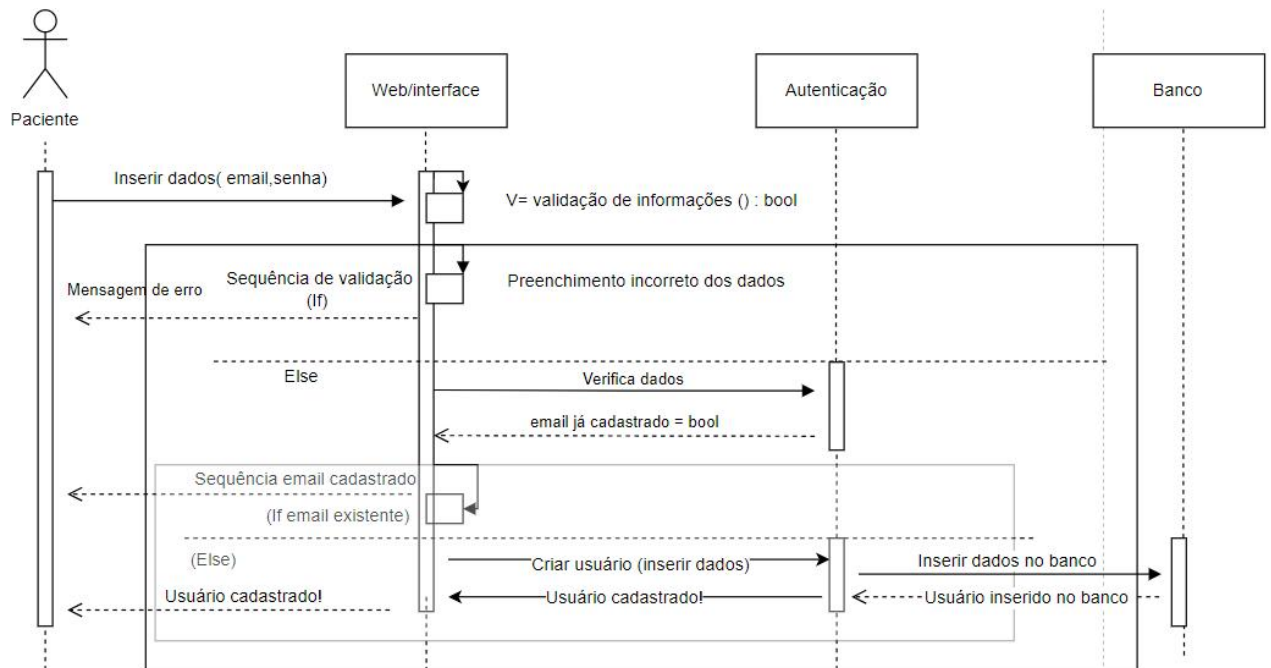 Paciente
Web/interface
Autenticação
Banco
Inserir dados( email,senha)
V= validação de informações () : bool
Sequência de validação
(If)
Mensagem de erro
Preenchimento incorreto dos dados
Else
Verifica dados
email já cadastrado = bool
Sequência email cadastrado
(If email existente)
(Else)
Criar usuário (inserir dados)
Inserir dados no banco
Usuário cadastrado!
Usuário cadastrado!
Usuário inserido no banco